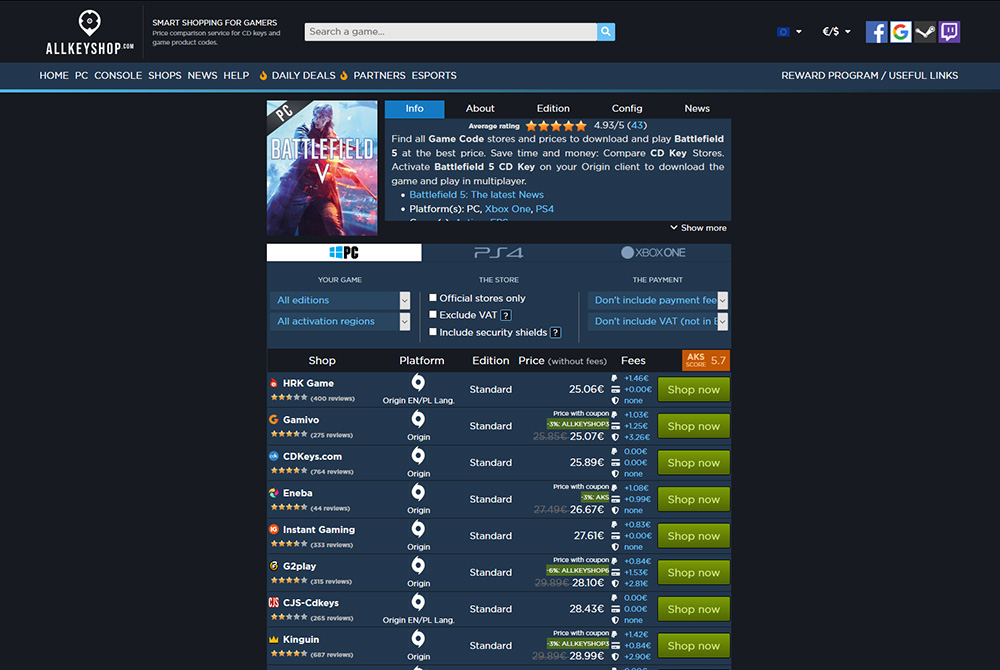 ALLKEYSHOP.COM
SMART SHOPPING FOR GAMERS
Price comparison service for CD keys and
game product codes.
Search a game...
€/$
HOME PC CONSOLE SHOPS NEWS HELP DAILY DEALS PARTNERS ESPORTS
REWARD PROGRAM / USEFUL LINKS
PC
BATTLEFIELD
V
Info About Edition Config News
Average rating 4.93/5 (43)
Find all Game Code stores and prices to download and play Battlefield
5 at the best price. Save time and money: Compare CD Key Stores.
Activate Battlefield 5 CD Key on your Origin client to download the
game and play in multiplayer.
• Battlefield 5: The latest News
• Platform(s): PC, Xbox One, PS4
Show more
PC PS4 XBOX ONE
YOUR GAME THE STORE THE PAYMENT
All editions
All activation regions
Official stores only
Exclude VAT ?
Include security shields ?
Don't include payment fee
Don't include VAT (not in E
Shop Platform Edition Price (without fees) Fees AKS SCORE 5.7
HRK Game
(400 reviews)
Origin EN/PL Lang.
Standard
25.06€
+1.46€
+0.00€
none
Shop now
Gamivo
(275 reviews)
Origin
Standard
Price with coupon
-3%: ALLKEYSHOP3
25.85€ 25.07€
+1.03€
+1.25€
+3.26€
Shop now
CDKeys.com
(764 reviews)
Origin
Standard
25.89€
0.00€
0.00€
none
Shop now
Eneba
(44 reviews)
Origin
Standard
Price with coupon
-3%: AKS
27.49€ 26.67€
+1.08€
+0.99€
none
Shop now
Instant Gaming
(333 reviews)
Origin
Standard
27.61€
+0.83€
+0.00€
none
Shop now
G2play
(315 reviews)
Origin
Standard
Price with coupon
-6%: ALLKEYSHOP6
29.89€ 28.10€
+0.84€
+1.53€
+2.81€
Shop now
CJS CJS-Cdkeys
(265 reviews)
Origin EN/PL Lang.
Standard
28.43€
0.00€
0.00€
none
Shop now
Kinguin
(687 reviews)
Origin
Standard
Price with coupon
-3%: ALLKEYSHOP3
29.89€ 28.99€
+1.42€
+0.84€
+2.90€
Shop now